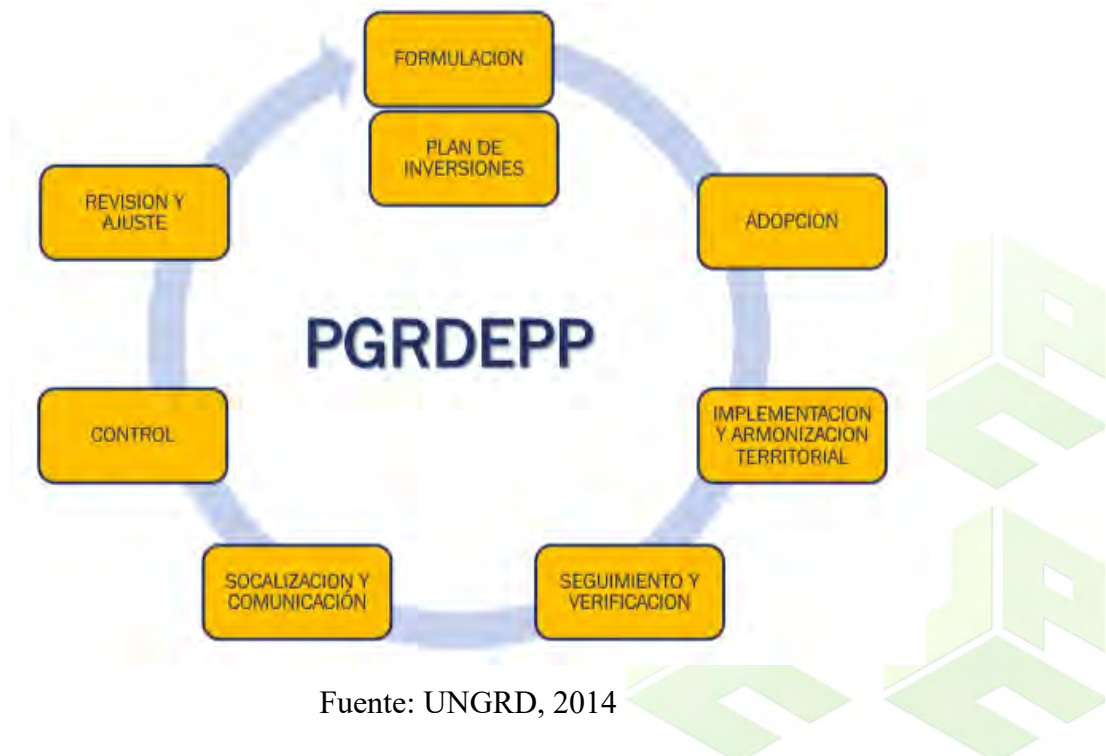 FORMULACION
PLAN DE
INVERSIONES
ADOPCION
IMPLEMENTACION
Y ARMONIZACION
TERRITORIAL
SEGUIMIENTO Y
VERIFICACION
SOCALIZACION Y
COMUNICACIÓN
CONTROL
REVISION Y
AJUSTE
PGRDEPP
Fuente: UNGRD, 2014